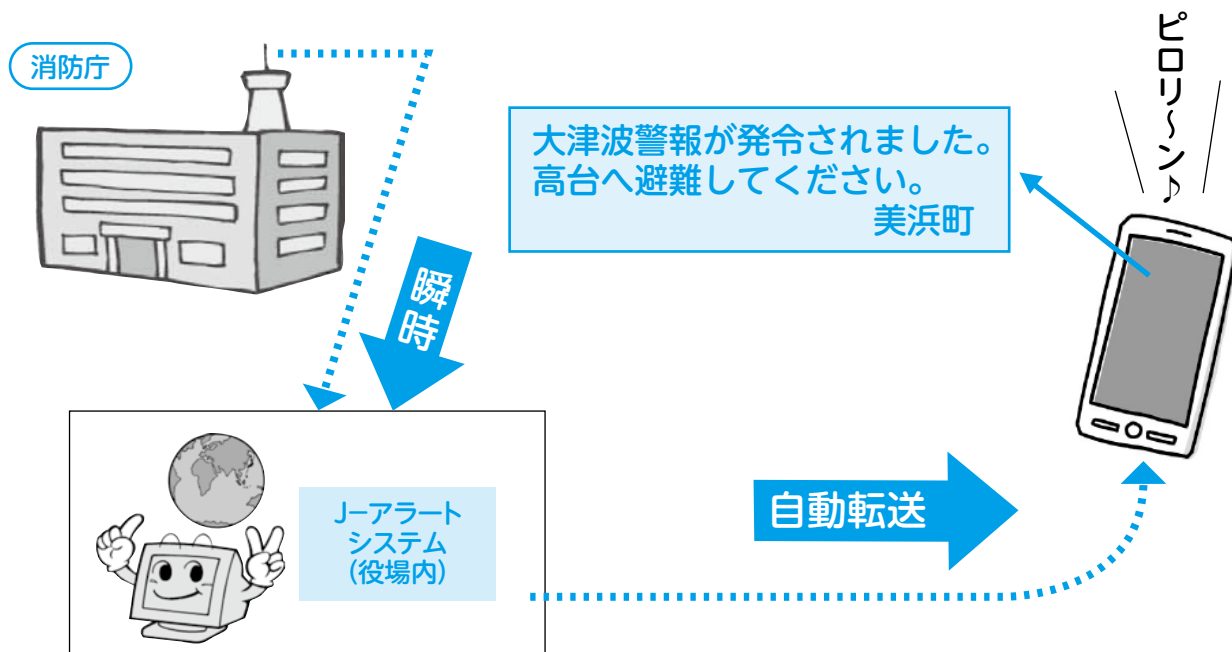 消防庁
ピロリ～ン♪
大津波警報が発令されました。
高台へ避難してください。
美浜町
瞬時
J−アラート
システム
(役場内)
自動転送